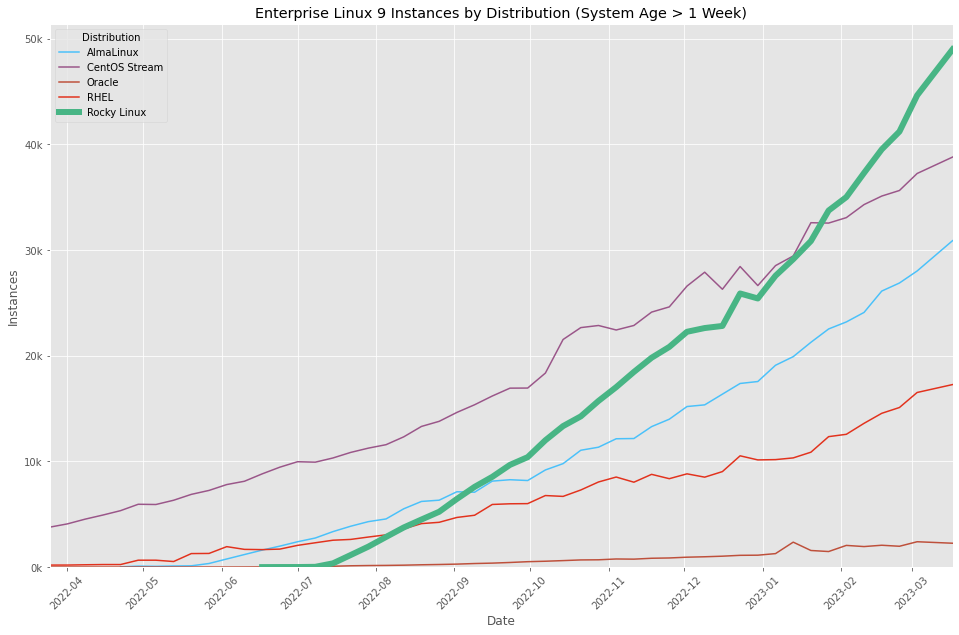 Enterprise Linux 9 Instances by Distribution (System Age > 1 Week)
Distribution
AlmaLinux
CentOS Stream
Oracle
RHEL
Rocky Linux
50k
40k
30k
20k
10k
0k
Instances
2022-04
2022-05
2022-06
2022-07
2022-08
2022-09
2022-10
2022-11
2022-12
2023-01
2023-02
2023-03
Date